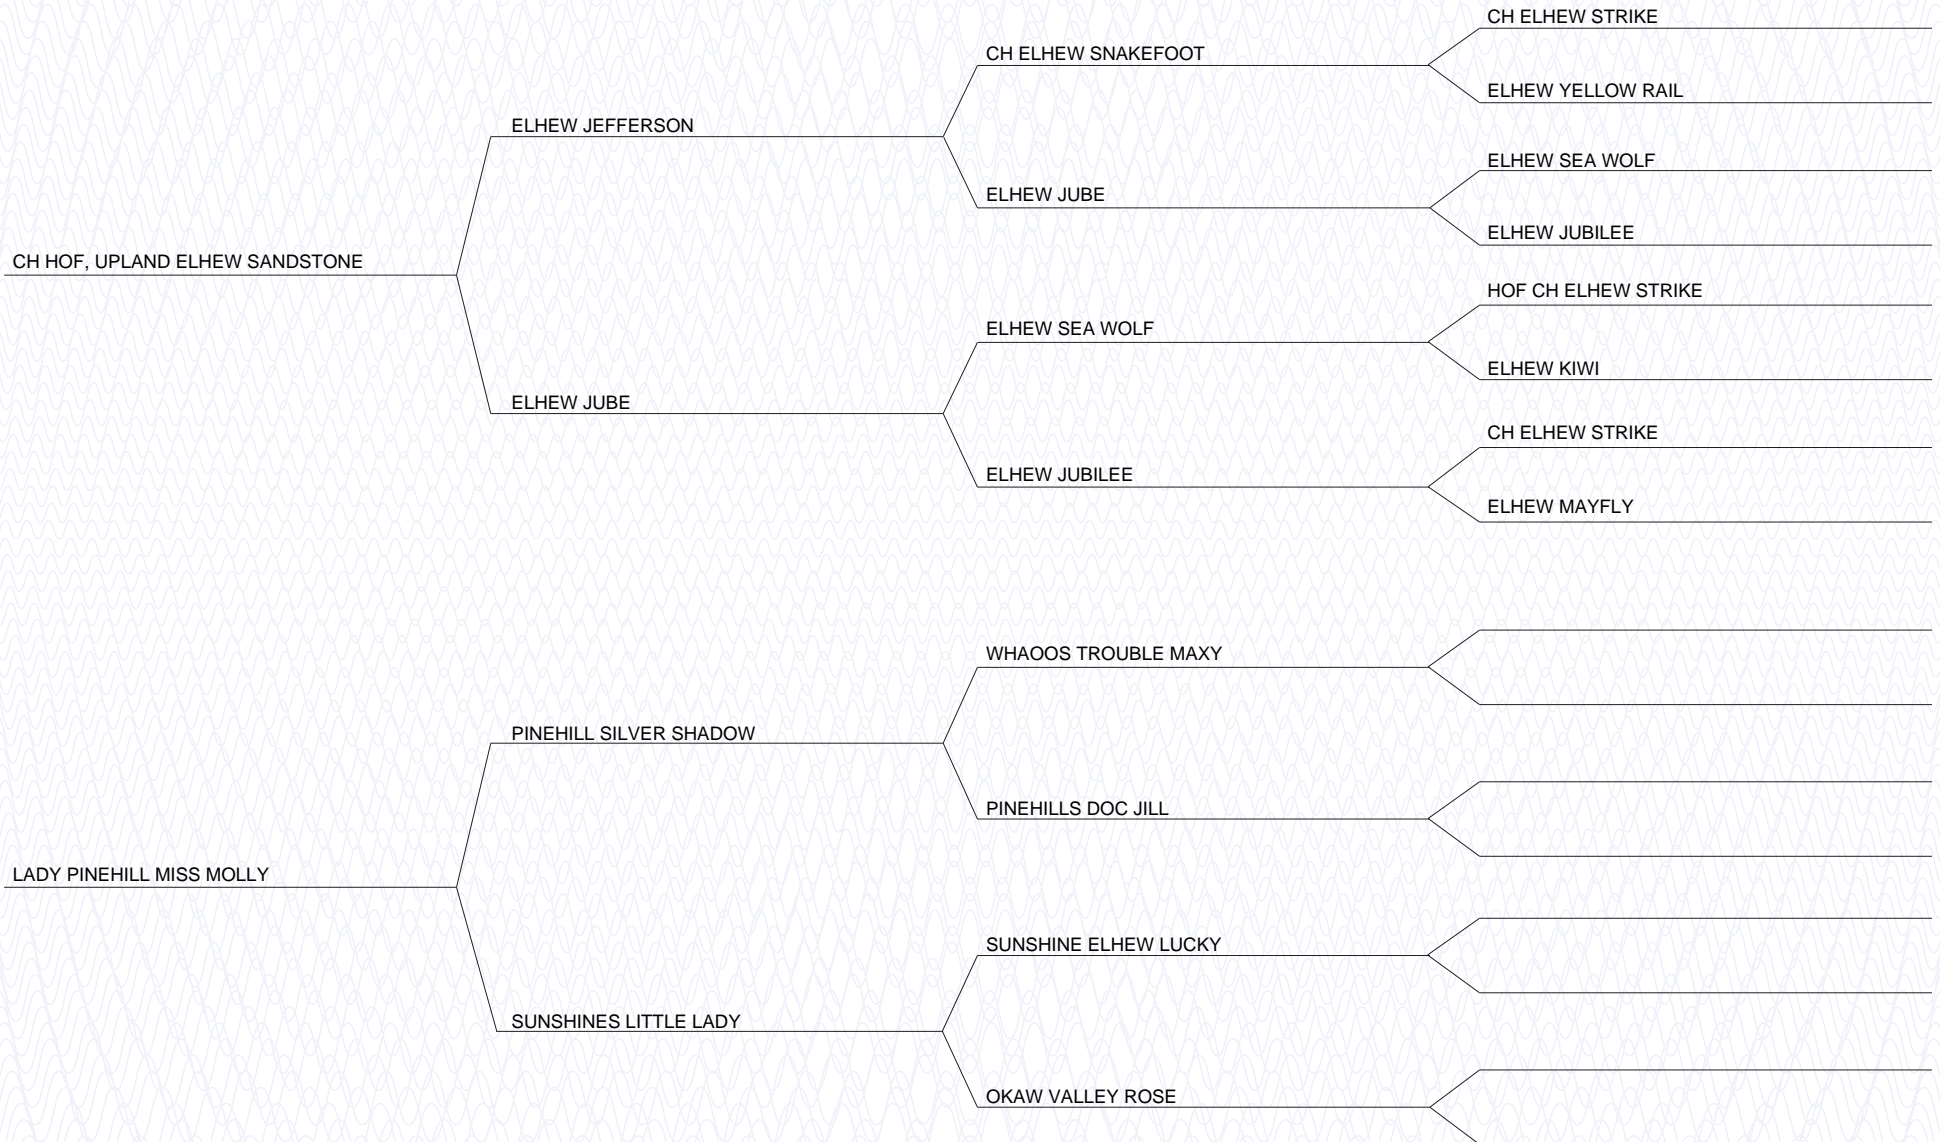 CH ELHEW STRIKE
CH ELHEW SNAKEFOOT
ELHEW YELLOW RAIL
ELHEW JEFFERSON
ELHEW SEA WOLF
ELHEW JUBE
ELHEW JUBILEE
CH HOF, UPLAND ELHEW SANDSTONE
HOF CH ELHEW STRIKE
ELHEW SEA WOLF
ELHEW KIWI
ELHEW JUBE
CH ELHEW STRIKE
ELHEW JUBILEE
ELHEW MAYFLY
WHAOOS TROUBLE MAXY
PINEHILL SILVER SHADOW
PINEHILLS DOC JILL
LADY PINEHILL MISS MOLLY
SUNSHINE ELHEW LUCKY
SUNSHINES LITTLE LADY
OKAW VALLEY ROSE